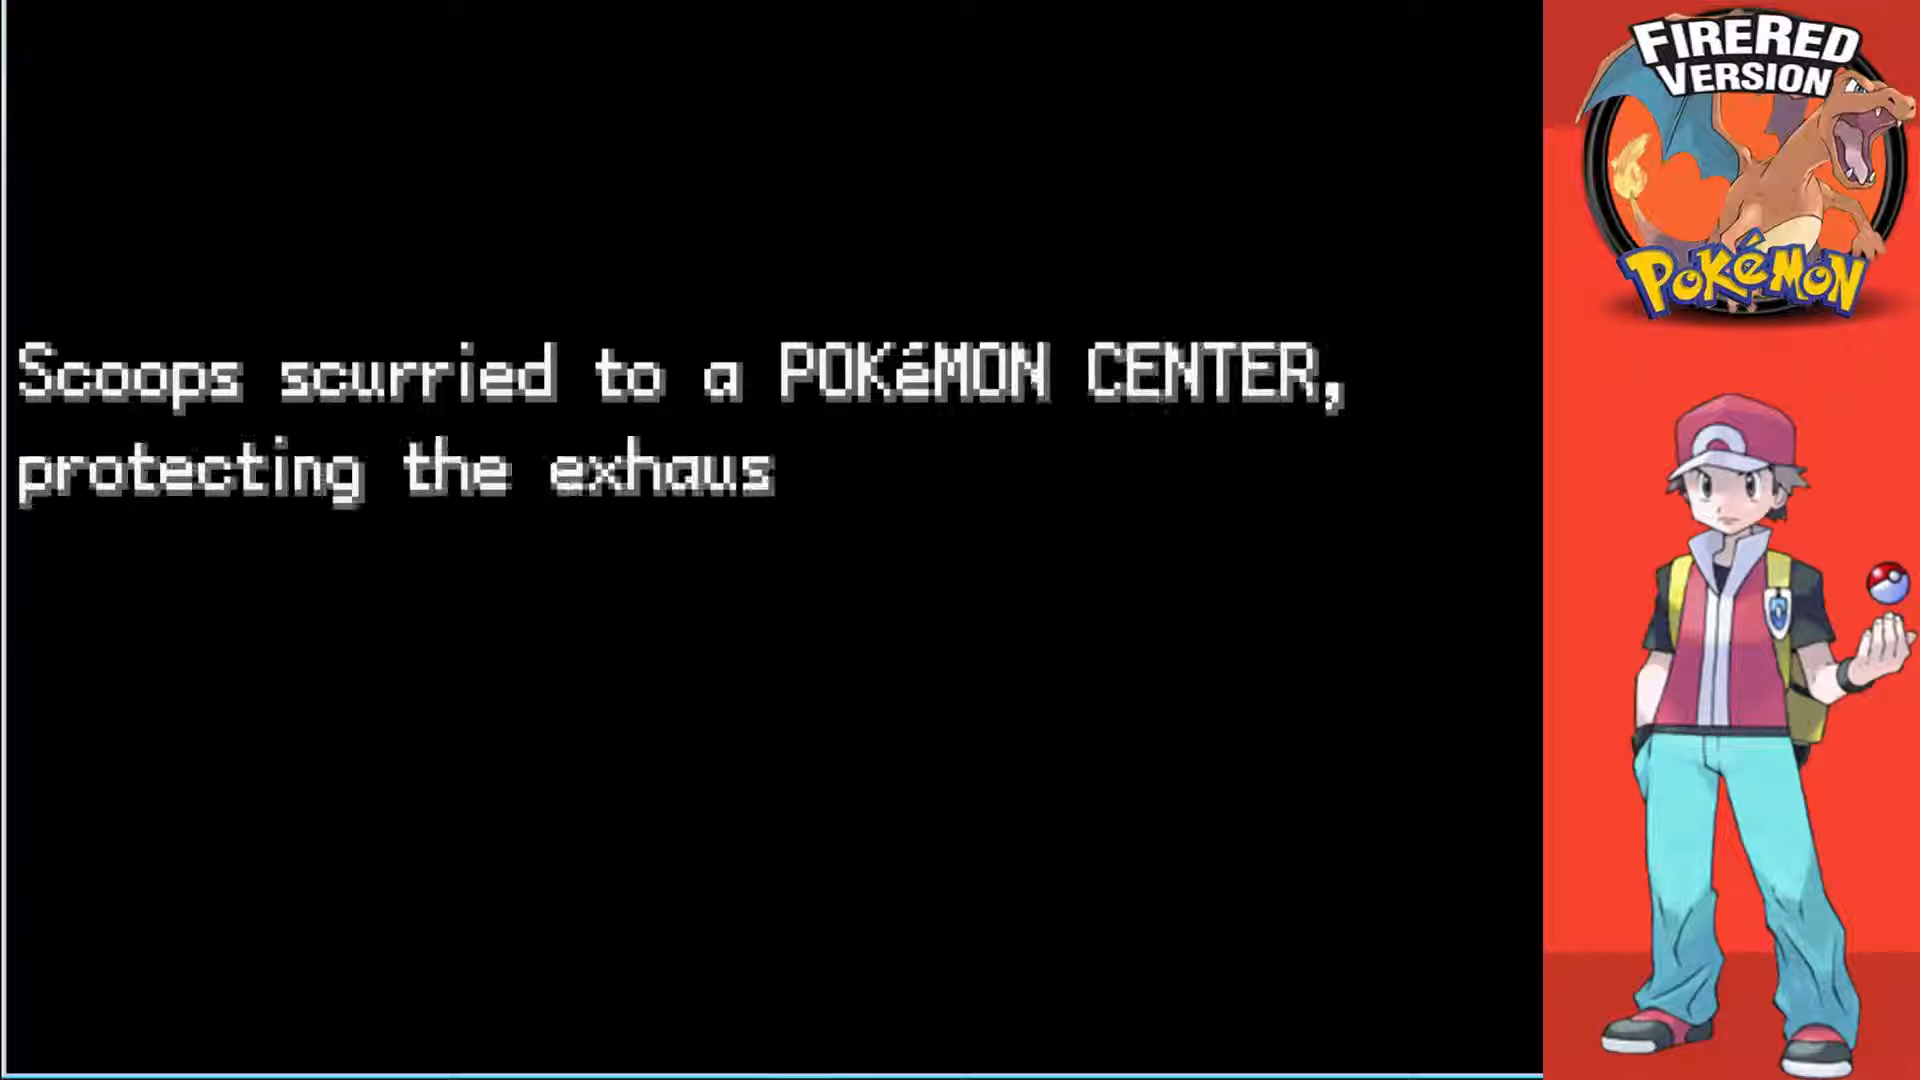 FIRERED
VERSION
POKéMON
Scoops scurried to a POKéMON CENTER,
protecting the exhaus